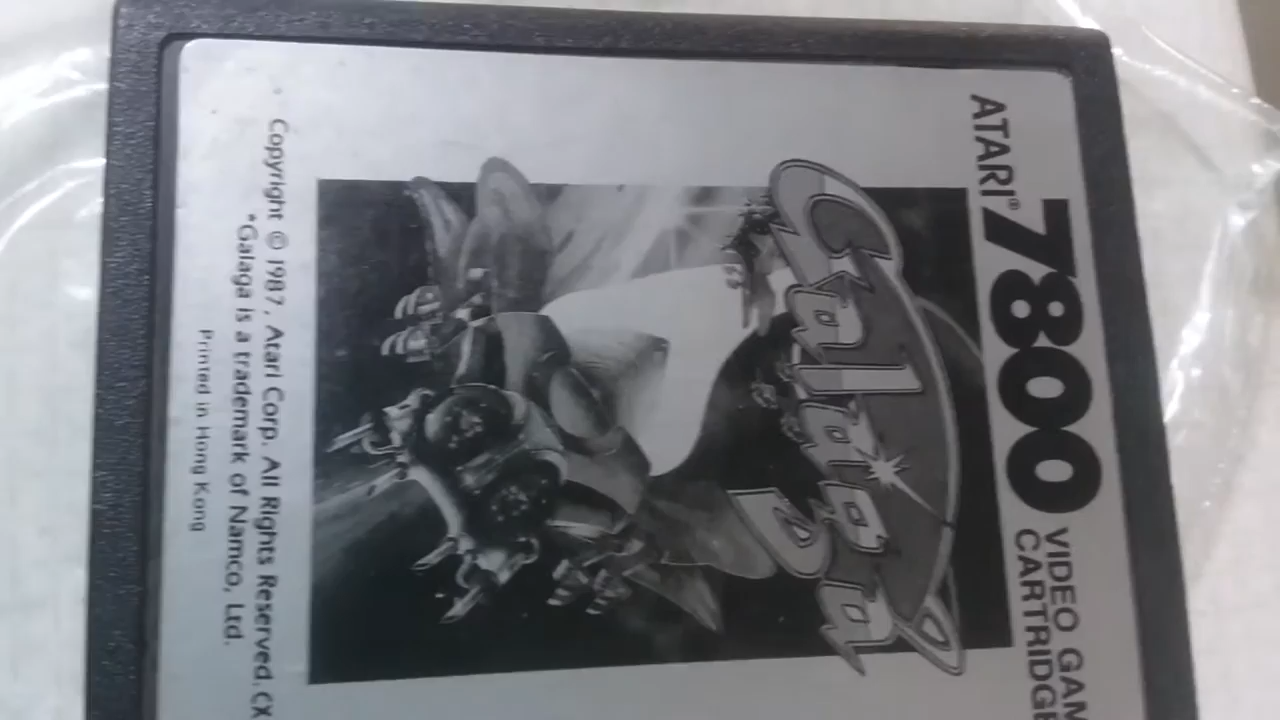 ATARI® 7800 VIDEO GAM
CARTRIDGE
Galaga
Copyright © 1987, Atari Corp. All Rights Reserved. CX
*Galaga is a trademark of Namco, Ltd.
Printed in Hong Kong